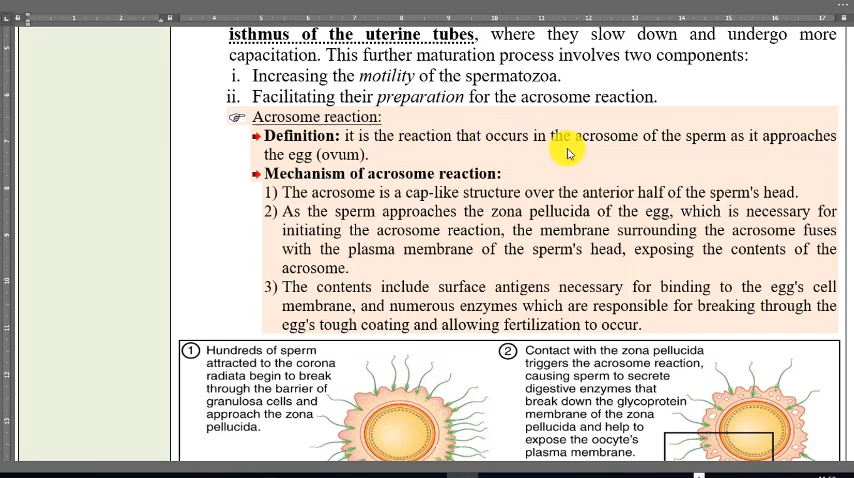 isthmus of the uterine tubes, where they slow down and undergo more
capacitation. This further maturation process involves two components:
i. Increasing the motility of the spermatozoa.
ii. Facilitating their preparation for the acrosome reaction.
Acrosome reaction:
Definition: it is the reaction that occurs in the acrosome of the sperm as it approaches
the egg (ovum).
Mechanism of acrosome reaction:
1) The acrosome is a cap-like structure over the anterior half of the sperm's head.
2) As the sperm approaches the zona pellucida of the egg, which is necessary for
initiating the acrosome reaction, the membrane surrounding the acrosome fuses
with the plasma membrane of the sperm's head, exposing the contents of the
acrosome.
3) The contents include surface antigens necessary for binding to the egg's cell
membrane, and numerous enzymes which are responsible for breaking through the
egg's tough coating and allowing fertilization to occur.
1 Hundreds of sperm
attracted to the corona
radiata begin to break
through the barrier of
granulosa cells and
approach the zona
pellucida.
2 Contact with the zona pellucida
triggers the acrosome reaction,
causing sperm to secrete
digestive enzymes that
break down the glycoprotein
membrane of the zona
pellucida and help to
expose the oocyte's
plasma membrane.